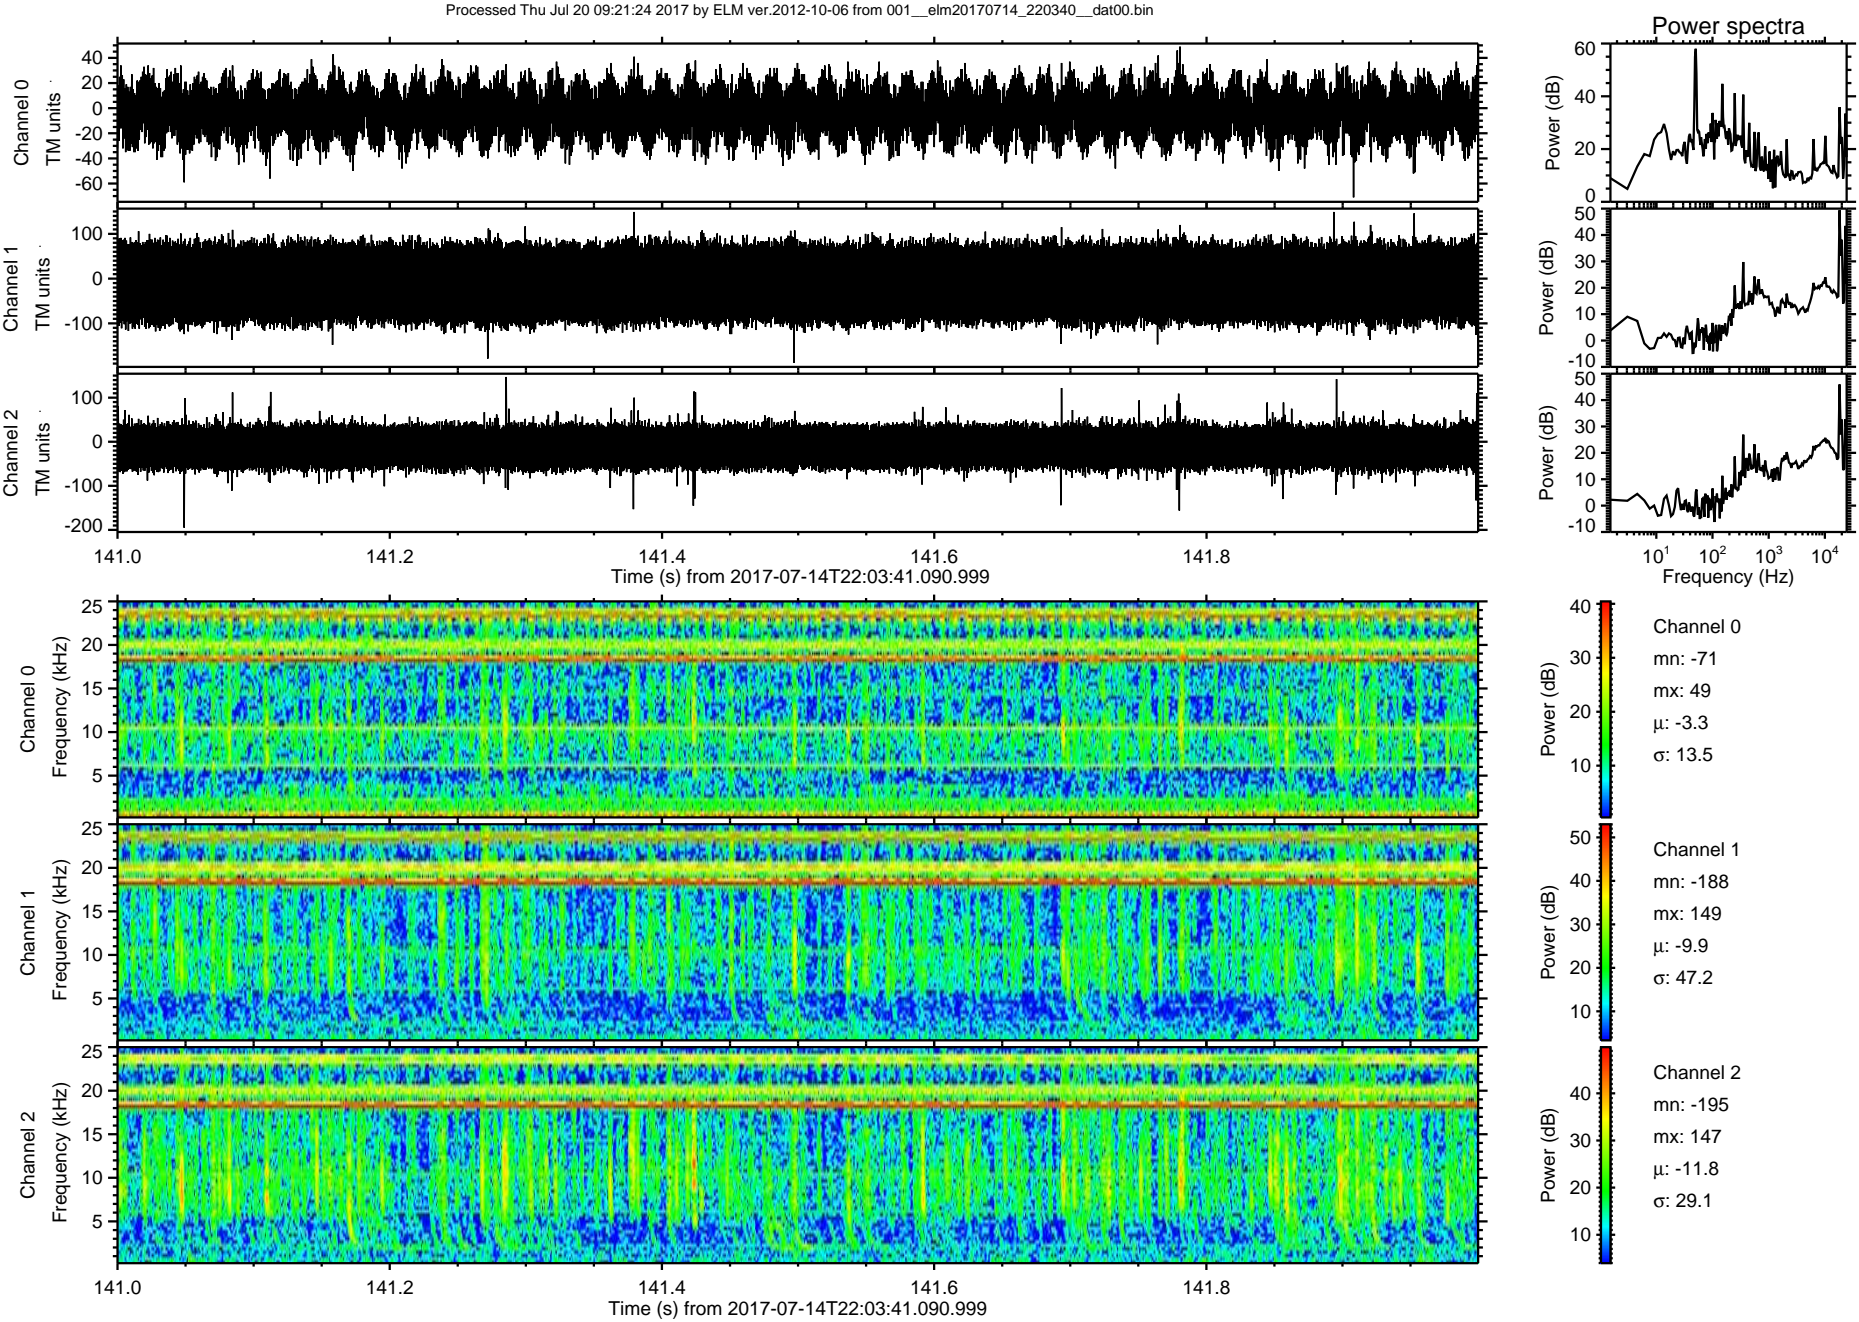 Processed Thu Jul 20 09:21:24 2017 by ELM ver.2012-10-06 from 001__elm20170714_220340__dat00.bin
Power spectra
Channel 0
TM units
40
20
0
-20
-40
-60
Power (dB)
60
40
20
0
Channel 1
TM units
100
0
-100
Power (dB)
50
40
30
20
10
0
-10
Channel 2
TM units
100
0
-100
-200
Power (dB)
50
40
30
20
10
0
-10
141.0 141.2 141.4 141.6 141.8
Time (s) from 2017-07-14T22:03:41.090.999
10¹ 10² 10³ 10⁴
Frequency (Hz)
Channel 0
Frequency (kHz)
25
20
15
10
5
Power (dB)
40
30
20
10
Channel 0
mn: -71
mx: 49
μ: -3.3
σ: 13.5
Channel 1
Frequency (kHz)
25
20
15
10
5
Power (dB)
50
40
30
20
10
Channel 1
mn: -188
mx: 149
μ: -9.9
σ: 47.2
Channel 2
Frequency (kHz)
25
20
15
10
5
Power (dB)
40
30
20
10
Channel 2
mn: -195
mx: 147
μ: -11.8
σ: 29.1
141.0 141.2 141.4 141.6 141.8
Time (s) from 2017-07-14T22:03:41.090.999